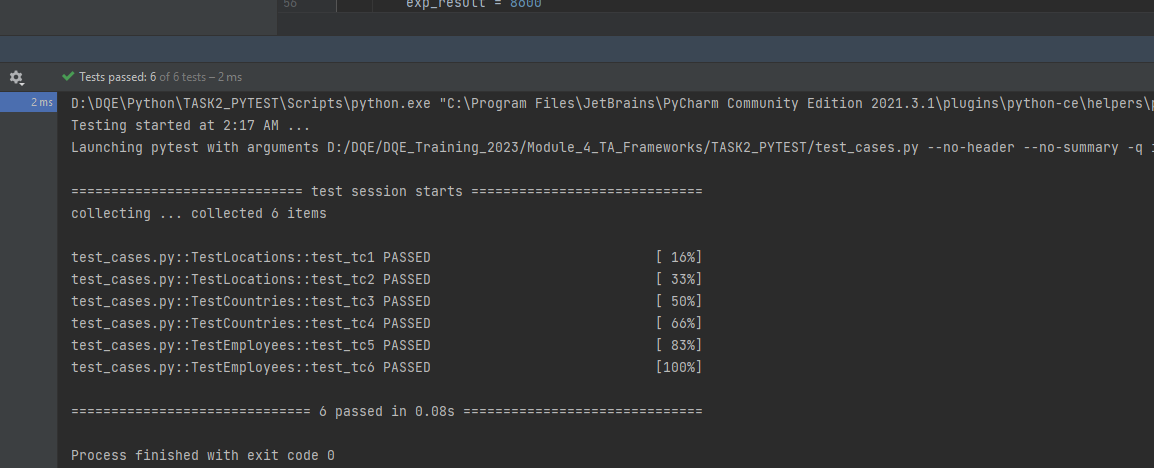 56 exp_result = 8600
Tests passed: 6 of 6 tests – 2 ms
2 ms D:\DQE\Python\TASK2_PYTEST\Scripts\python.exe "C:\Program Files\JetBrains\PyCharm Community Edition 2021.3.1\plugins\python-ce\helpers\p
Testing started at 2:17 AM ...
Launching pytest with arguments D:/DQE/DQE_Training_2023/Module_4_TA_Frameworks/TASK2_PYTEST/test_cases.py --no-header --no-summary -q
============================= test session starts =============================
collecting ... collected 6 items
test_cases.py::TestLocations::test_tc1 PASSED [ 16%]
test_cases.py::TestLocations::test_tc2 PASSED [ 33%]
test_cases.py::TestCountries::test_tc3 PASSED [ 50%]
test_cases.py::TestCountries::test_tc4 PASSED [ 66%]
test_cases.py::TestEmployees::test_tc5 PASSED [ 83%]
test_cases.py::TestEmployees::test_tc6 PASSED [100%]
============================== 6 passed in 0.08s ==============================
Process finished with exit code 0